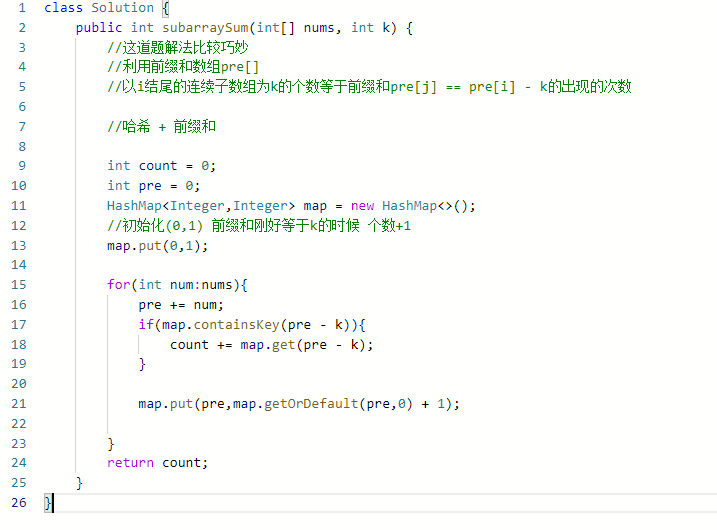 1 class Solution {
2 public int subarraySum(int[] nums, int k) {
3 //这道题解法比较巧妙
4 //利用前缀和数组pre[]
5 //以i结尾的连续子数组为k的个数等于前缀和pre[j] == pre[i] - k的出现的次数
6
7 //哈希 + 前缀和
8
9 int count = 0;
10 int pre = 0;
11 HashMap<Integer,Integer> map = new HashMap<>();
12 //初始化(0,1) 前缀和刚好等于k的时候 个数+1
13 map.put(0,1);
14
15 for(int num:nums){
16 pre += num;
17 if(map.containsKey(pre - k)){
18 count += map.get(pre - k);
19 }
20
21 map.put(pre,map.getOrDefault(pre,0) + 1);
22
23 }
24 return count;
25 }
26 }